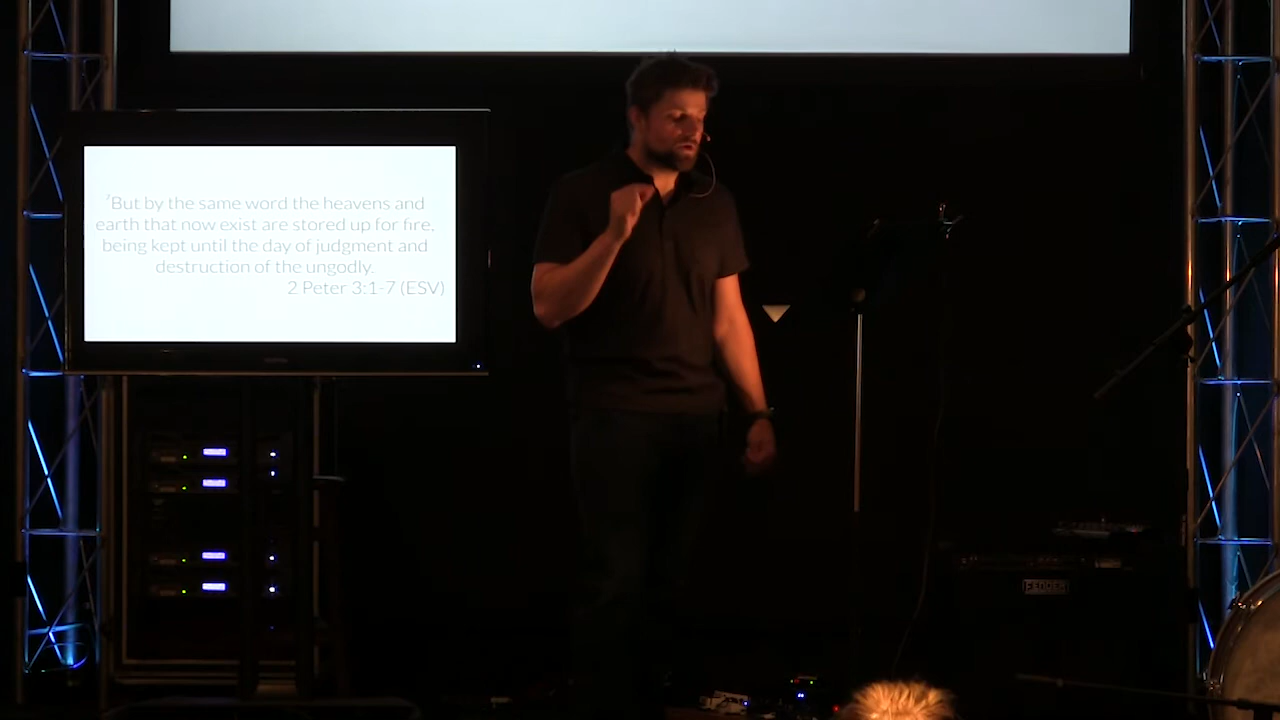 ⁷But by the same word the heavens and
earth that now exist are stored up for fire,
being kept until the day of judgment and
destruction of the ungodly.
2 Peter 3:1-7 (ESV)
FENDER